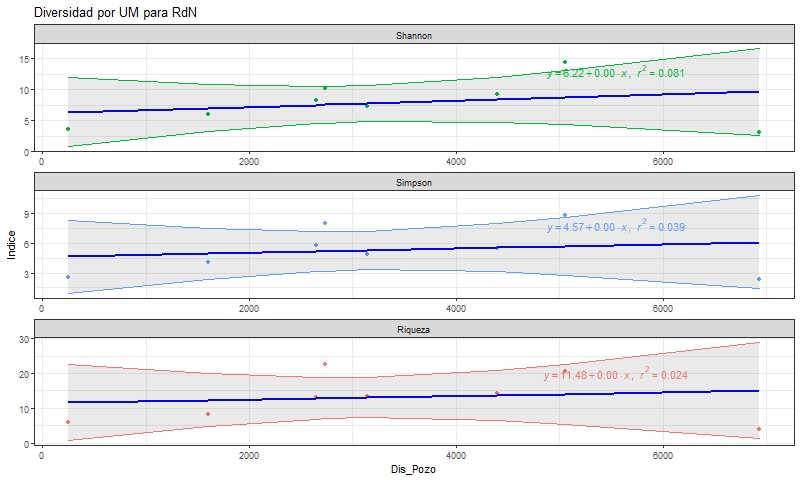 Diversidad por UM para RdN
Shannon
15
10
5
0
y = 6.22 + 0.00 · x, r² = 0.081
0 2000 4000 6000
Simpson
9
6
3
y = 4.57 + 0.00 · x, r² = 0.039
0 2000 4000 6000
Indice
Riqueza
30
20
10
0
y = 11.48 + 0.00 · x, r² = 0.024
0 2000 4000 6000
Dis_Pozo